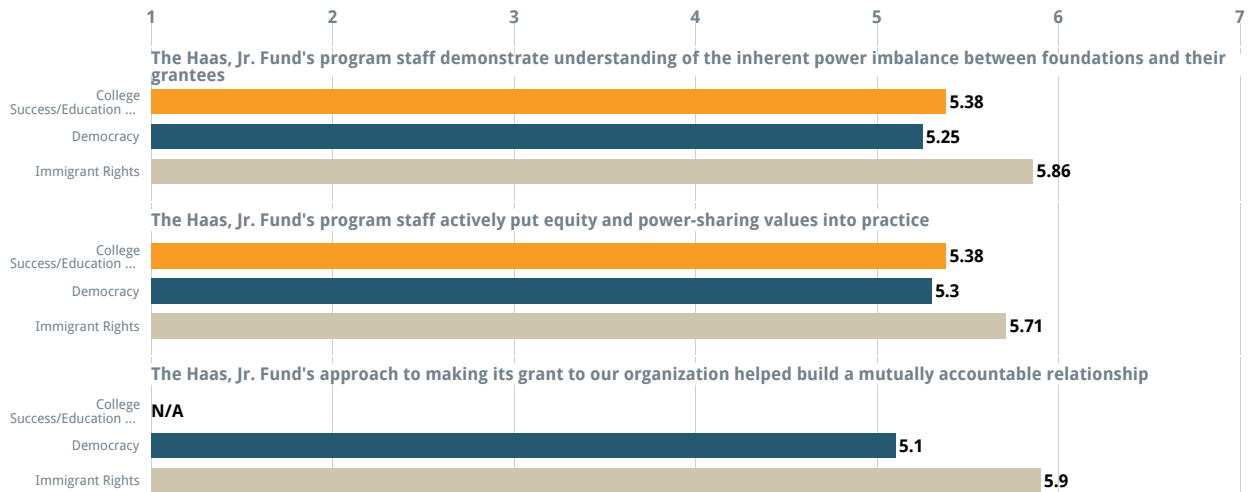 1 2 3 4 5 6 7
The Haas, Jr. Fund's program staff demonstrate understanding of the inherent power imbalance between foundations and their
grantees
College
Success/Education ...
5.38
Democracy
5.25
Immigrant Rights
5.86
The Haas, Jr. Fund's program staff actively put equity and power-sharing values into practice
College
Success/Education ...
5.38
Democracy
5.3
Immigrant Rights
5.71
The Haas, Jr. Fund's approach to making its grant to our organization helped build a mutually accountable relationship
College
Success/Education ...
N/A
Democracy
5.1
Immigrant Rights
5.9